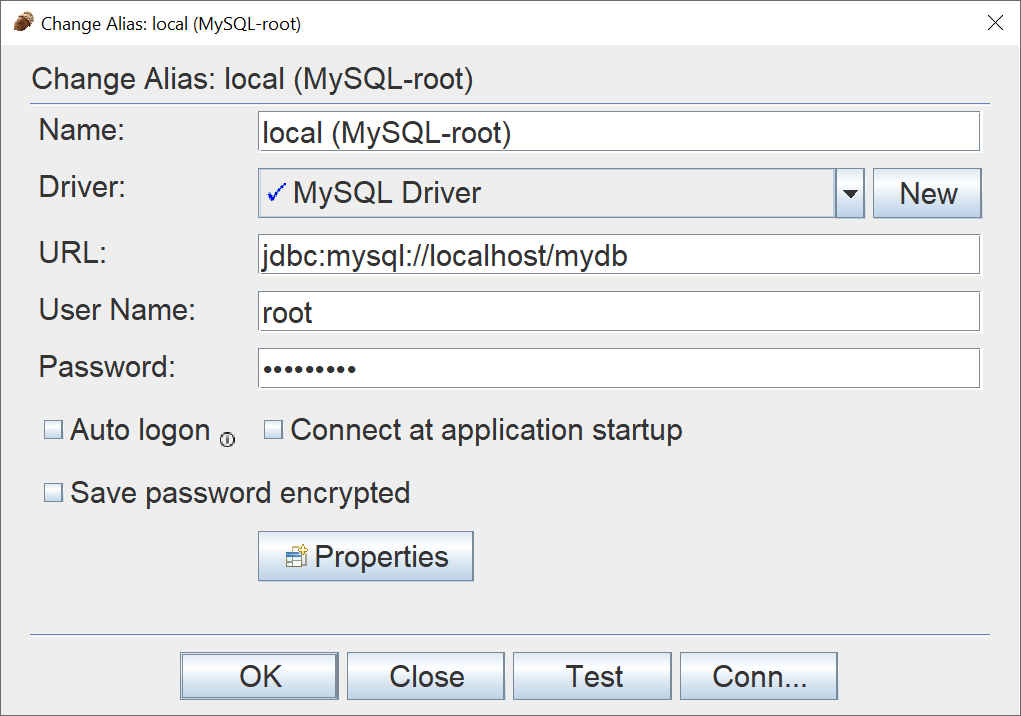 Change Alias: local (MySQL-root)
Change Alias: local (MySQL-root)
Name: local (MySQL-root)
Driver: MySQL Driver New
URL: jdbc:mysql://localhost/mydb
User Name: root
Password: •••••••••
Auto logon Connect at application startup
Save password encrypted
Properties
OK Close Test Conn...